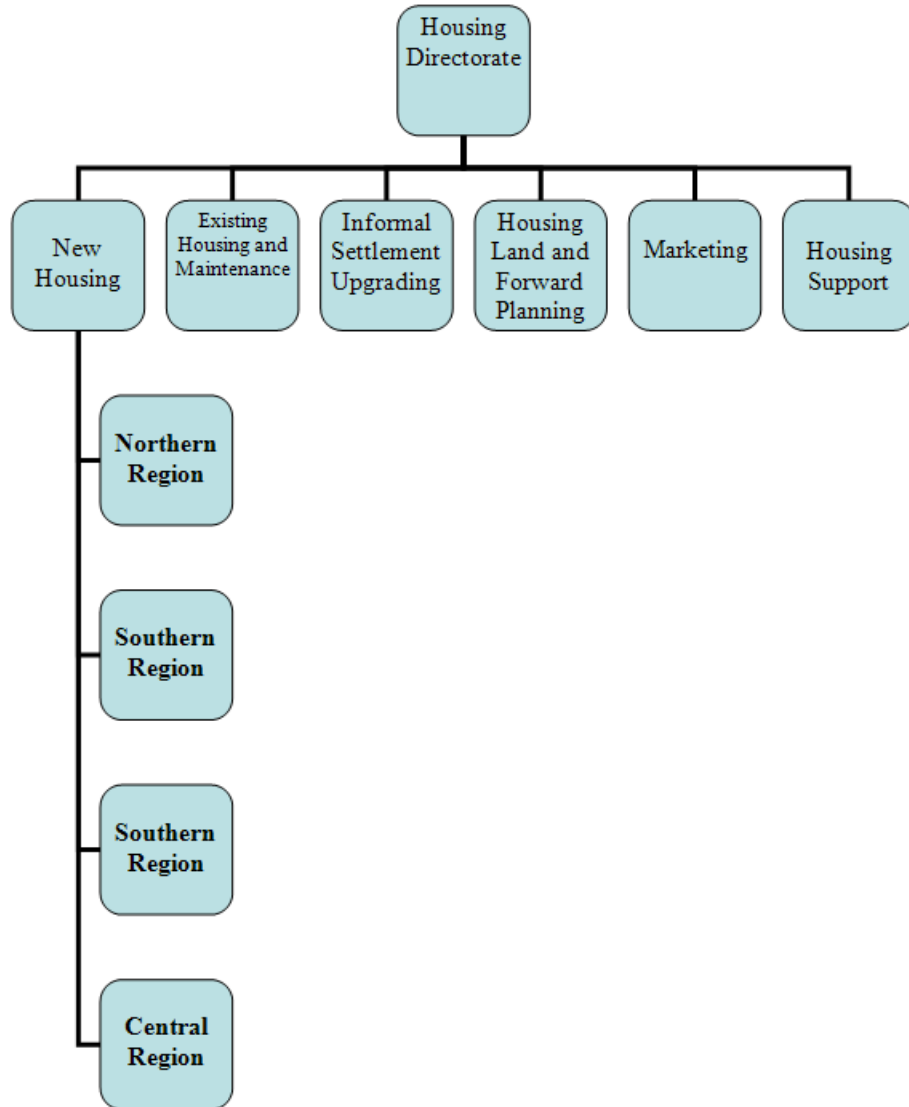 Housing
Directorate
New
Housing
Existing
Housing and
Maintenance
Informal
Settlement
Upgrading
Housing
Land and
Forward
Planning
Marketing
Housing
Support
Northern
Region
Southern
Region
Southern
Region
Central
Region